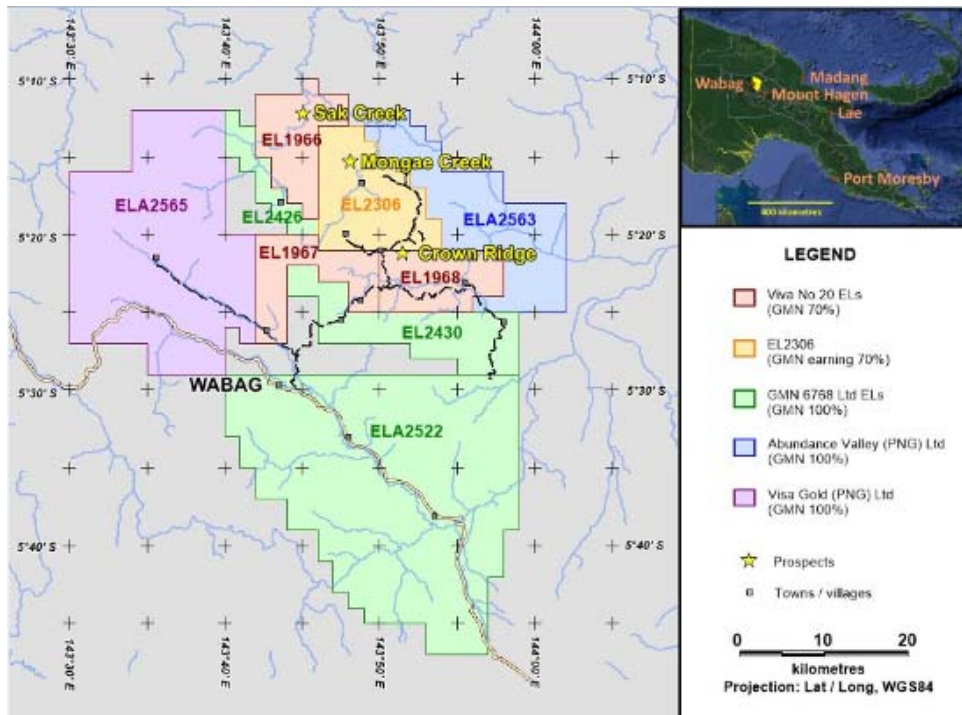 143°30' E
143°40' E
143°50' E
144°00' E
5°10' S
5°10' S
Sak Creek
EL1966
Mongae Creek
ELA2565
EL2426
EL2306
ELA2563
5°20' S
5°20' S
EL1967
Crown Ridge
EL1968
EL2430
WABAG
5°30' S
5°30' S
ELA2522
5°40' S
5°40' S
143°30' E
143°40' E
143°50' E
144°00' E
Wabag
Madang
Mount Hagen
Lae
Port Moresby
400 kilometres
LEGEND
Viva No 20 ELs
(GMN 70%)
EL2306
(GMN earning 70%)
GMN 6768 Ltd ELs
(GMN 100%)
Abundance Valley (PNG) Ltd
(GMN 100%)
Visa Gold (PNG) Ltd
(GMN 100%)
Prospects
Towns / villages
0 10 20
kilometres
Projection: Lat / Long, WGS84